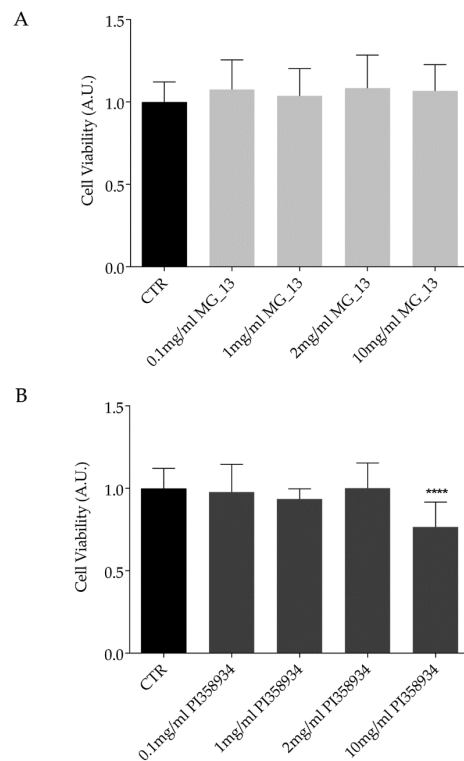 A
Cell Viability (A.U.)
1.5
1.0
0.5
0.0
CTR
0.1mg/ml MG_13
1mg/ml MG_13
2mg/ml MG_13
10mg/ml MG_13
B
Cell Viability (A.U.)
1.5
1.0
0.5
0.0
****
CTR
0.1mg/ml PI358934
1mg/ml PI358934
2mg/ml PI358934
10mg/ml PI358934